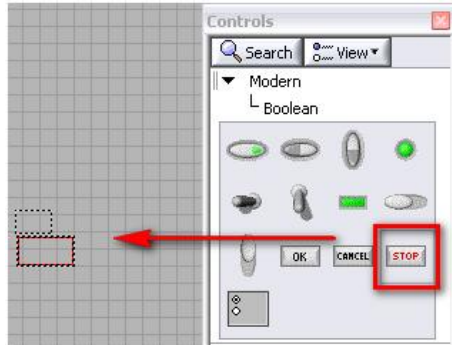 Controls
Search View
Modern
Boolean
OK CANCEL STOP